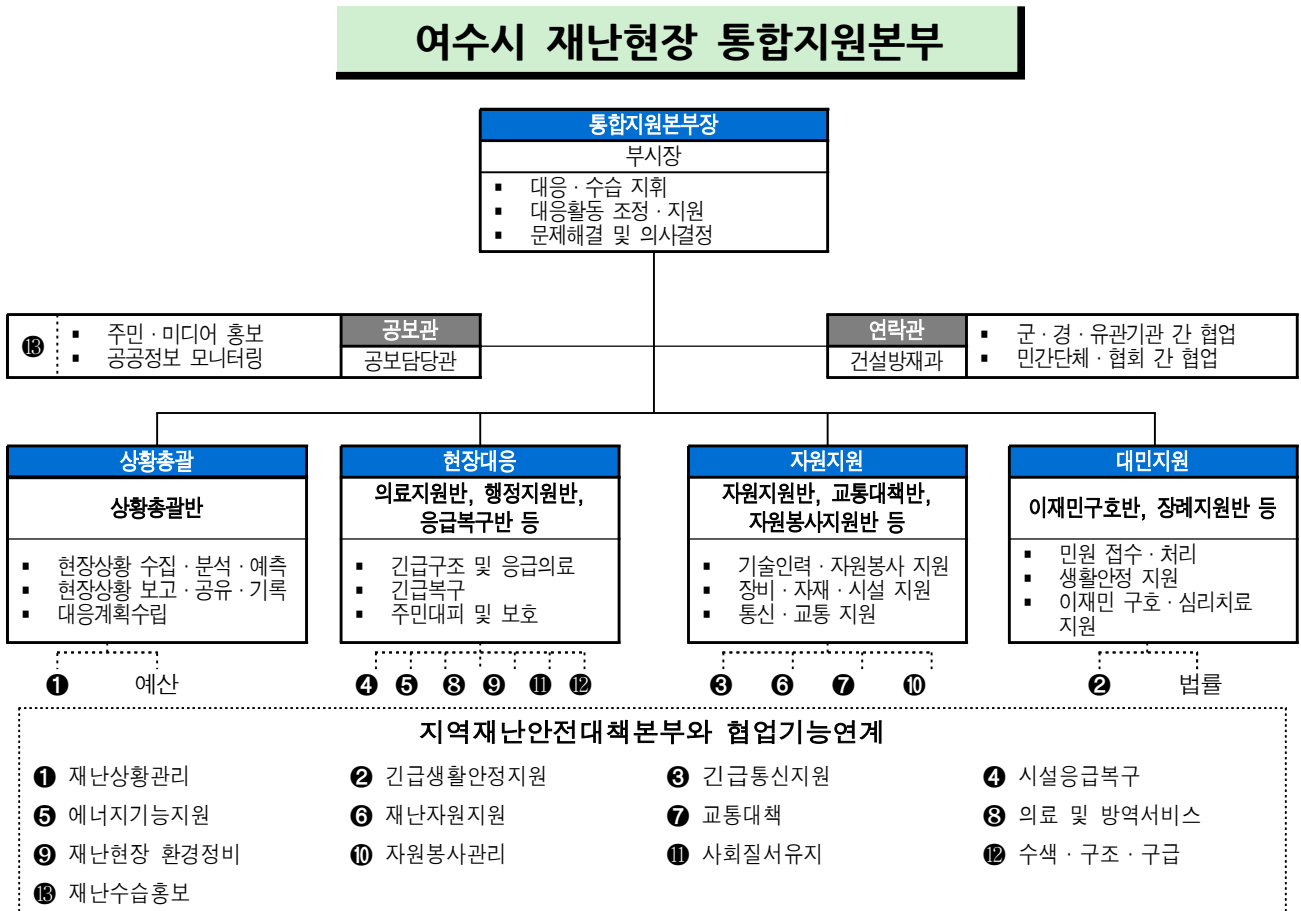 여수시 재난현장 통합지원본부
통합지원본부장
부시장
▪ 대응·수습 지휘
▪ 대응활동 조정·지원
▪ 문제해결 및 의사결정
⓭
▪ 주민·미디어 홍보
▪ 공공정보 모니터링
공보관
공보담당관
연락관
건설방재과
▪ 군·경·유관기관 간 협업
▪ 민간단체·협회 간 협업
상황총괄
상황총괄반
▪ 현장상황 수집·분석·예측
▪ 현장상황 보고·공유·기록
▪ 대응계획수립
❶ 예산
현장대응
의료지원반, 행정지원반,
응급복구반 등
▪ 긴급구조 및 응급의료
▪ 긴급복구
▪ 주민대피 및 보호
❹ ❺ ❽ ❾ ⓫ ⓬
자원지원
자원지원반, 교통대책반,
자원봉사지원반 등
▪ 기술인력·자원봉사 지원
▪ 장비·자재·시설 지원
▪ 통신·교통 지원
❸ ❻ ❼ ❿
대민지원
이재민구호반, 장례지원반 등
▪ 민원 접수·처리
▪ 생활안정 지원
▪ 이재민 구호·심리치료
지원
❷ 법률
지역재난안전대책본부와 협업기능연계
❶ 재난상황관리 ❷ 긴급생활안정지원 ❸ 긴급통신지원 ❹ 시설응급복구
❺ 에너지기능지원 ❻ 재난자원지원 ❼ 교통대책 ❽ 의료 및 방역서비스
❾ 재난현장 환경정비 ❿ 자원봉사관리 ⓫ 사회질서유지 ⓬ 수색·구조·구급
⓭ 재난수습홍보